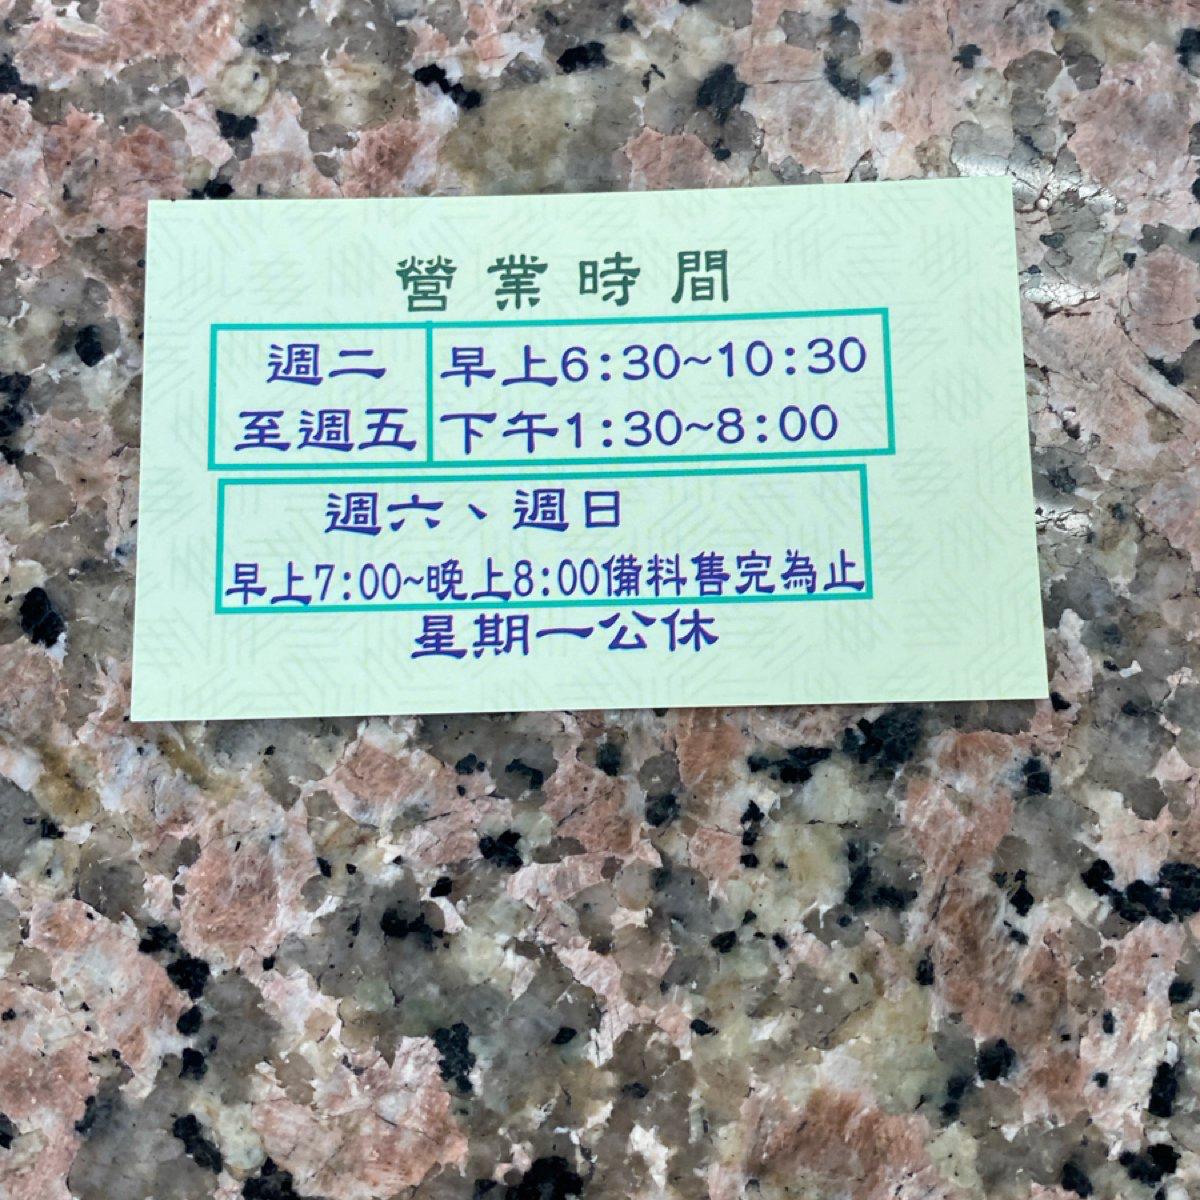 營業時間
週二
至週五
早上6:30~10:30
下午1:30~8:00
週六、週日
早上7:00~晚上8:00備料售完為止
星期一公休